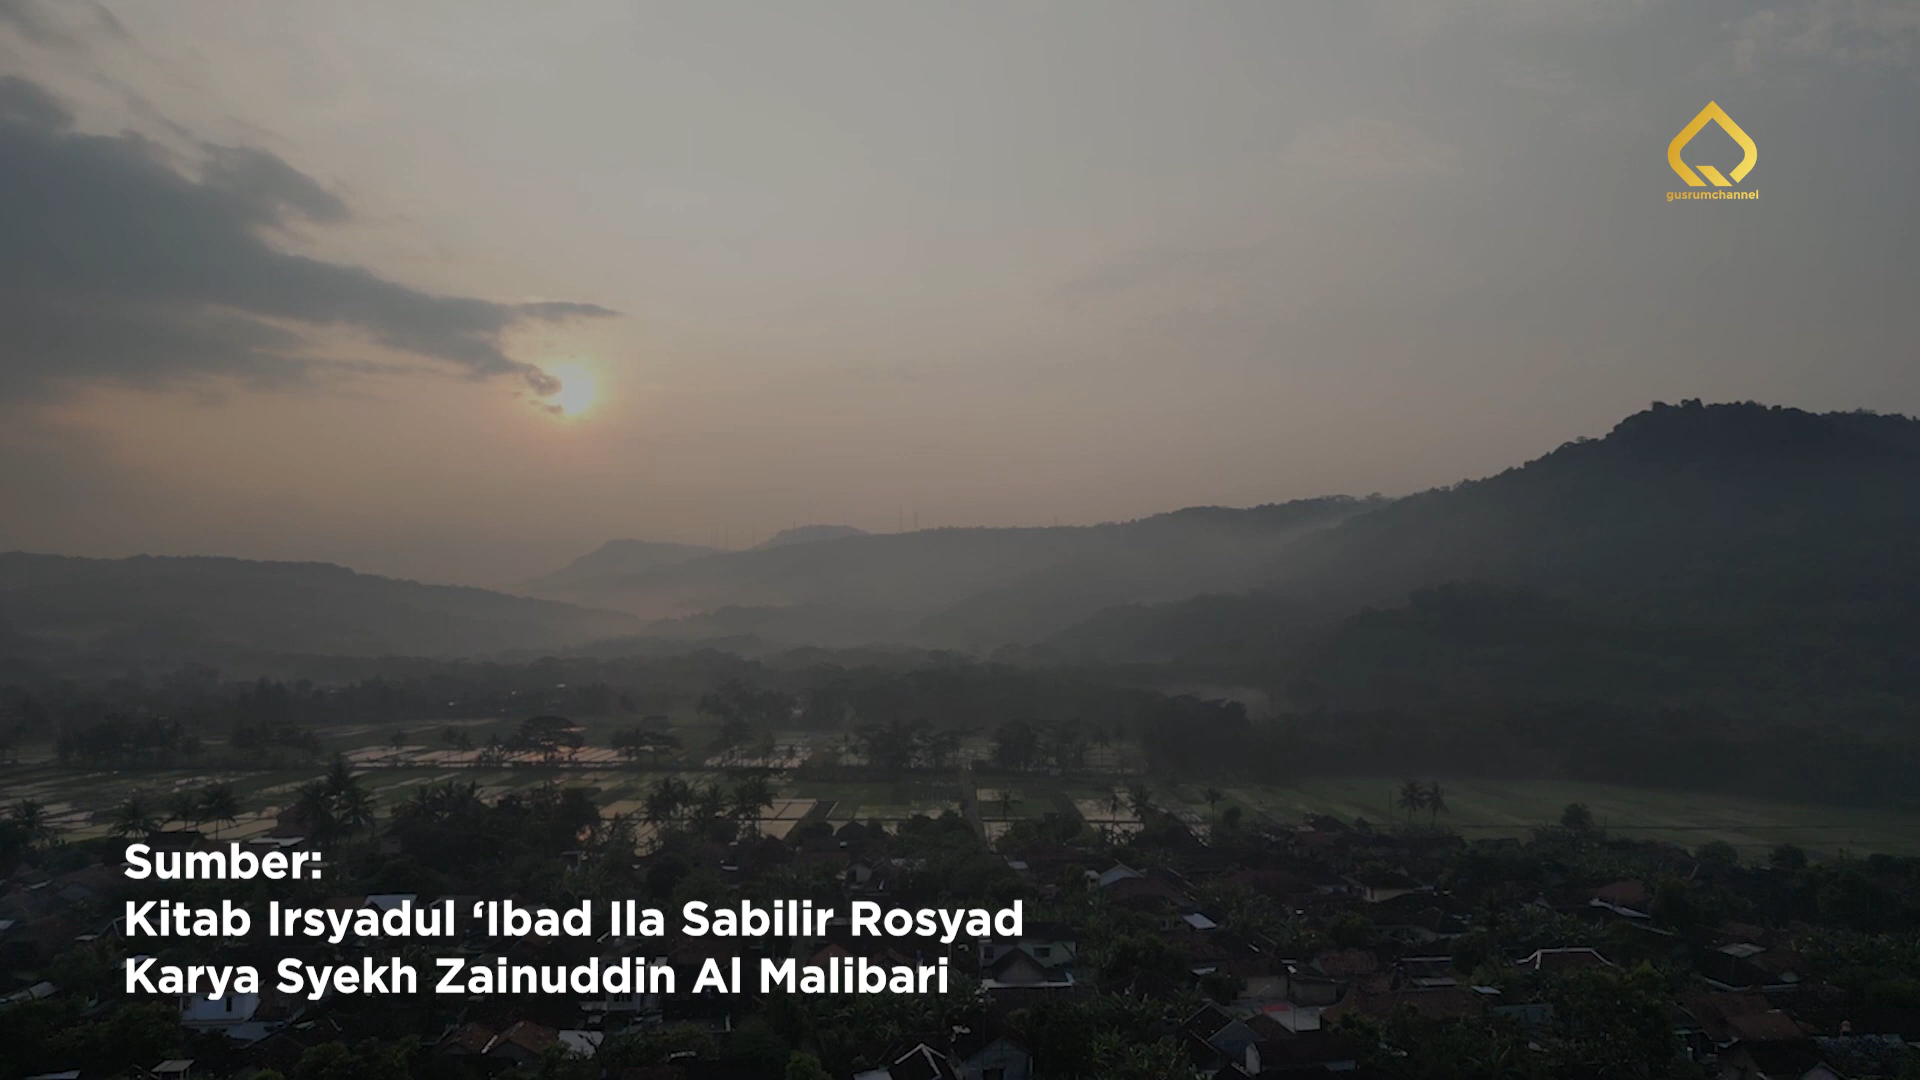 gusrumchannel
Sumber:
Kitab Irsyadul ‘Ibad Ila Sabilir Rosyad
Karya Syekh Zainuddin Al Malibari